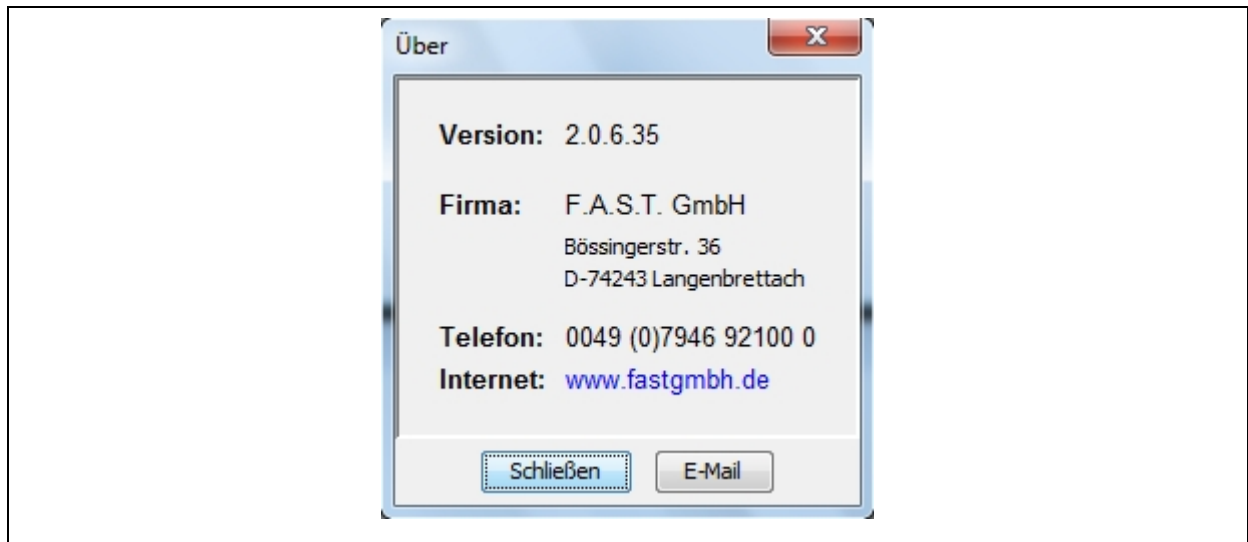 Über
Version: 2.0.6.35
Firma: F.A.S.T. GmbH
Bössingerstr. 36
D-74243 Langenbrettach
Telefon: 0049 (0)7946 92100 0
Internet: www.fastgmbh.de
Schließen E-Mail